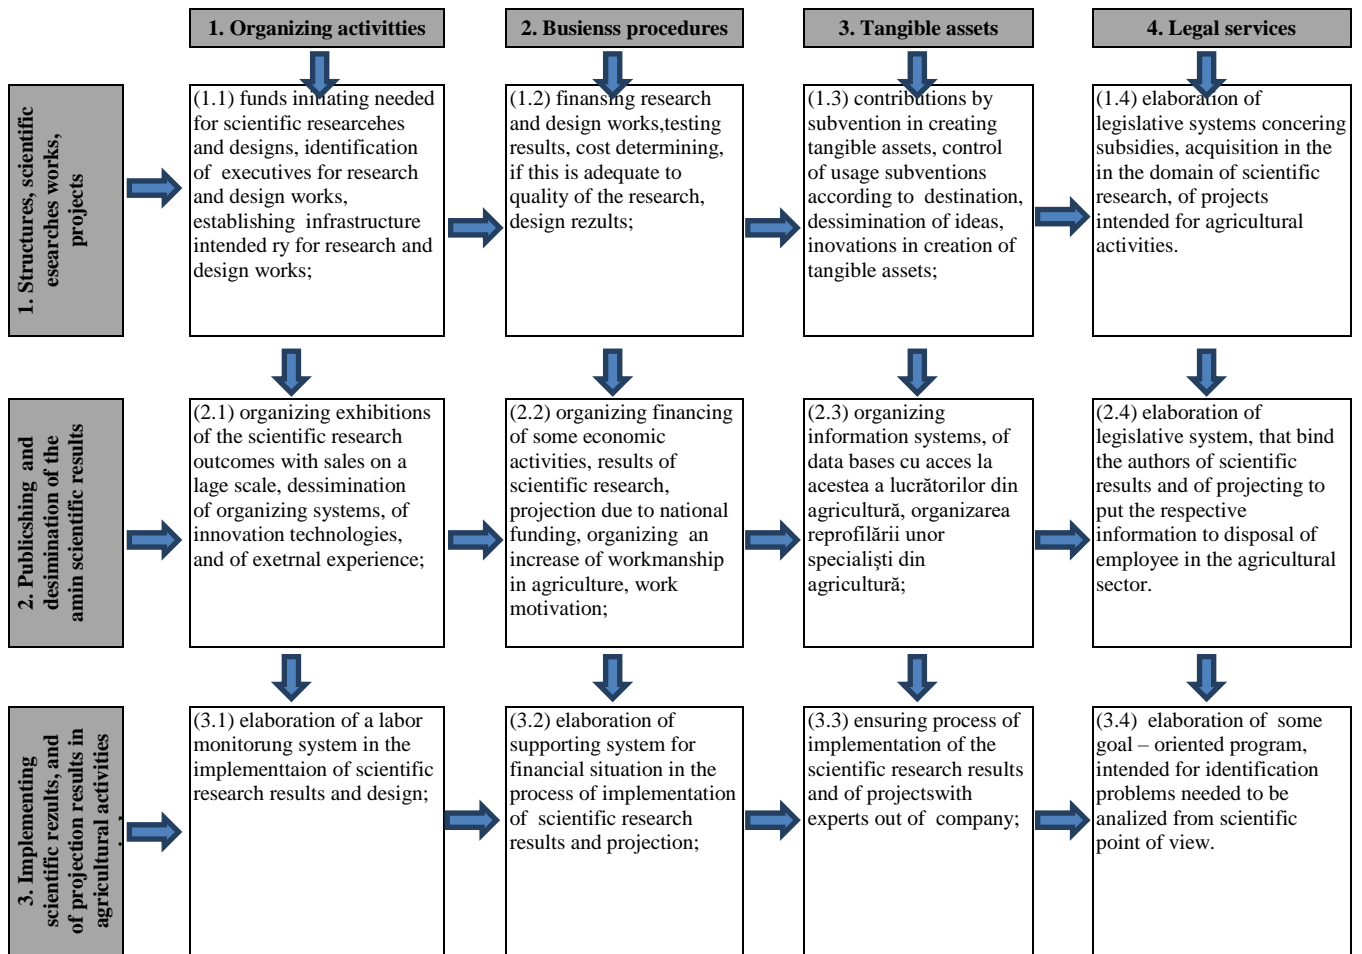 1. Organizing activitties
2. Busienss procedures
3. Tangible assets
4. Legal services
1. Structures, scientific
esearches works,
projects
(1.1) funds initiating needed
for scientific researcehes
and designs, identification
of executives for research
and design works,
establishing infrastructure
intended ry for research and
design works;
(1.2) finansing research
and design works,testing
results, cost determining,
if this is adequate to
quality of the research,
design rezults;
(1.3) contributions by
subvention in creating
tangible assets, control
of usage subventions
according to destination,
dessimination of ideas,
inovations in creation of
tangible assets;
(1.4) elaboration of
legislative systems concering
subsidies, acquisition in the
in the domain of scientific
research, of projects
intended for agricultural
activities.
2. Publicshing and
desimination of the
amin scientific results
(2.1) organizing exhibitions
of the scientific research
outcomes with sales on a
lage scale, dessimination
of organizing systems, of
innovation technologies,
and of exetrnal experience;
(2.2) organizing financing
of some economic
activities, results of
scientific research,
projection due to national
funding, organizing an
increase of workmanship
in agriculture, work
motivation;
(2.3) organizing
information systems, of
data bases cu acces la
acestea a lucrătorilor din
agricultură, organizarea
reprofilării unor
specialişti din
agricultură;
(2.4) elaboration of
legislative system, that bind
the authors of scientific
results and of projecting to
put the respective
information to disposal of
employee in the agricultural
sector.
3. Implementing
scientific rezults, and
of projection results in
agricultural activities
(3.1) elaboration of a labor
monitorung system in the
implementtaion of scientific
research results and design;
(3.2) elaboration of
supporting system for
financial situation in the
process of implementation
of scientific research
results and projection;
(3.3) ensuring process of
implementation of the
scientific research results
and of projectswith
experts out of company;
(3.4) elaboration of some
goal – oriented program,
intended for identification
problems needed to be
analized from scientific
point of view.